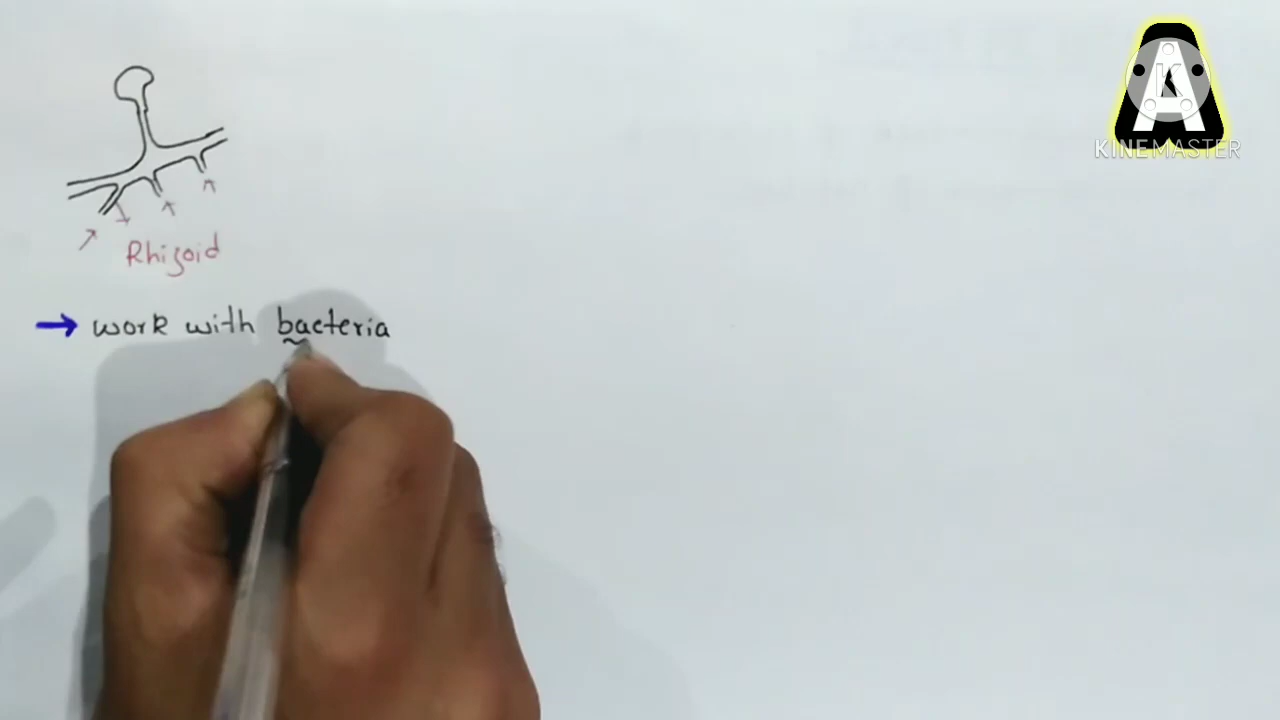 A
K
KINEMASTER
Rhizoid
→ work with bacteria